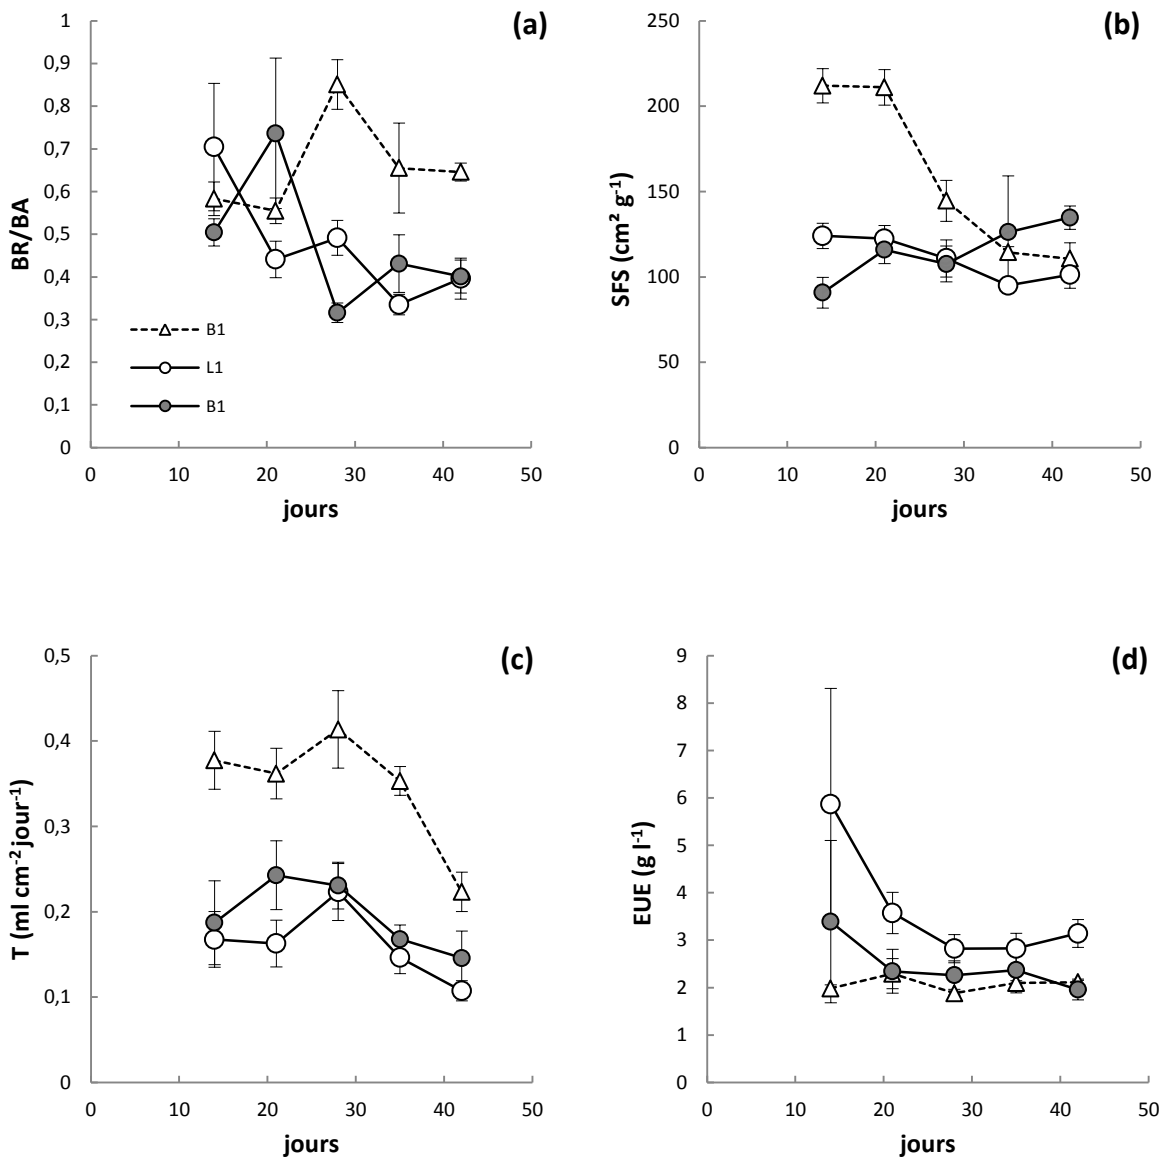 (a)
BR/BA
1
0,9
0,8
0,7
0,6
0,5
0,4
0,3
0,2
0,1
0
B1
L1
B1
0 10 20 30 40 50
jours
(b)
SFS (cm² g⁻¹)
250
200
150
100
50
0
0 10 20 30 40 50
jours
(c)
T (ml cm⁻² jour⁻¹)
0,5
0,4
0,3
0,2
0,1
0
0 10 20 30 40 50
jours
(d)
EUE (g l⁻¹)
9
8
7
6
5
4
3
2
1
0
0 10 20 30 40 50
jours